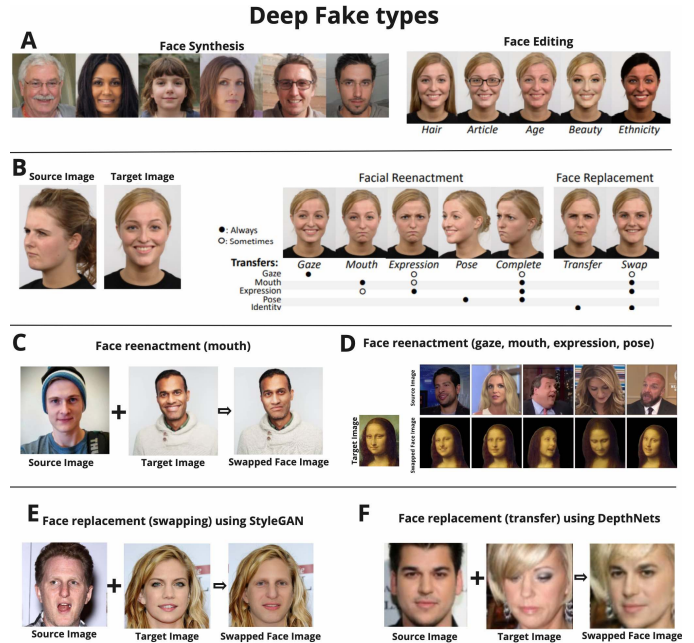 Deep Fake types
A
Face Synthesis
Face Editing
Hair Article Age Beauty Ethnicity
B
Source Image Target Image
Facial Reenactment
Face Replacement
●: Always
○: Sometimes
Transfers: Gaze Mouth Expression Pose Complete Transfer Swap
Gaze
Mouth
Expression
Pose
Identity
C
Face reenactment (mouth)
Source Image Target Image Swapped Face Image
D
Face reenactment (gaze, mouth, expression, pose)
Source Image
Target Image
Swapped Face Image
E
Face replacement (swapping) using StyleGAN
Source Image Target Image Swapped Face Image
F
Face replacement (transfer) using DepthNets
Source Image Target Image Swapped Face Image